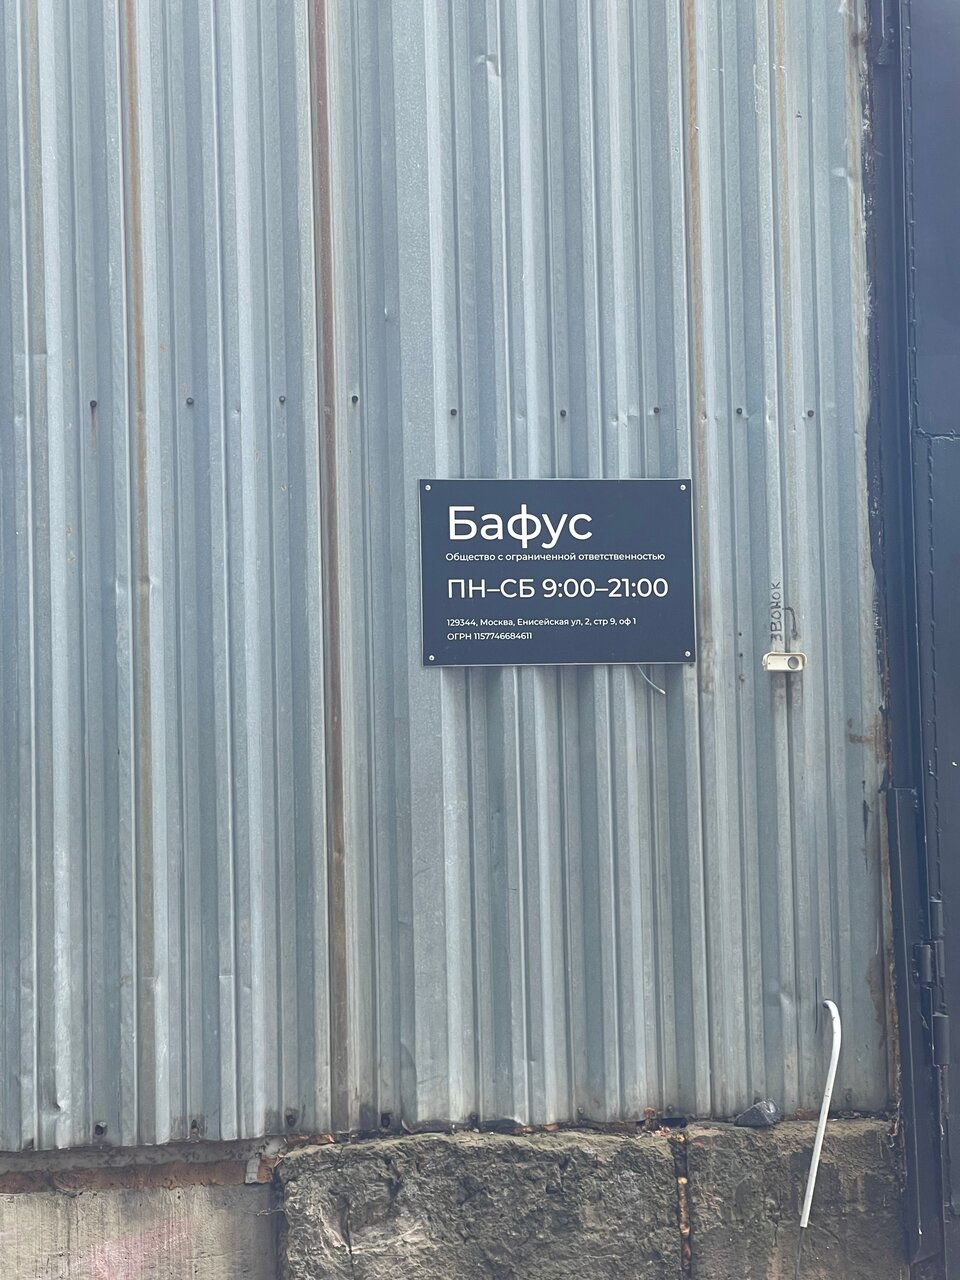 Бафус
Общество с ограниченной ответственностью
ПН–СБ 9:00–21:00
129344, Москва, Енисейская ул, 2, стр 9, оф 1
ОГРН 1157746684611
ЗВОНОК